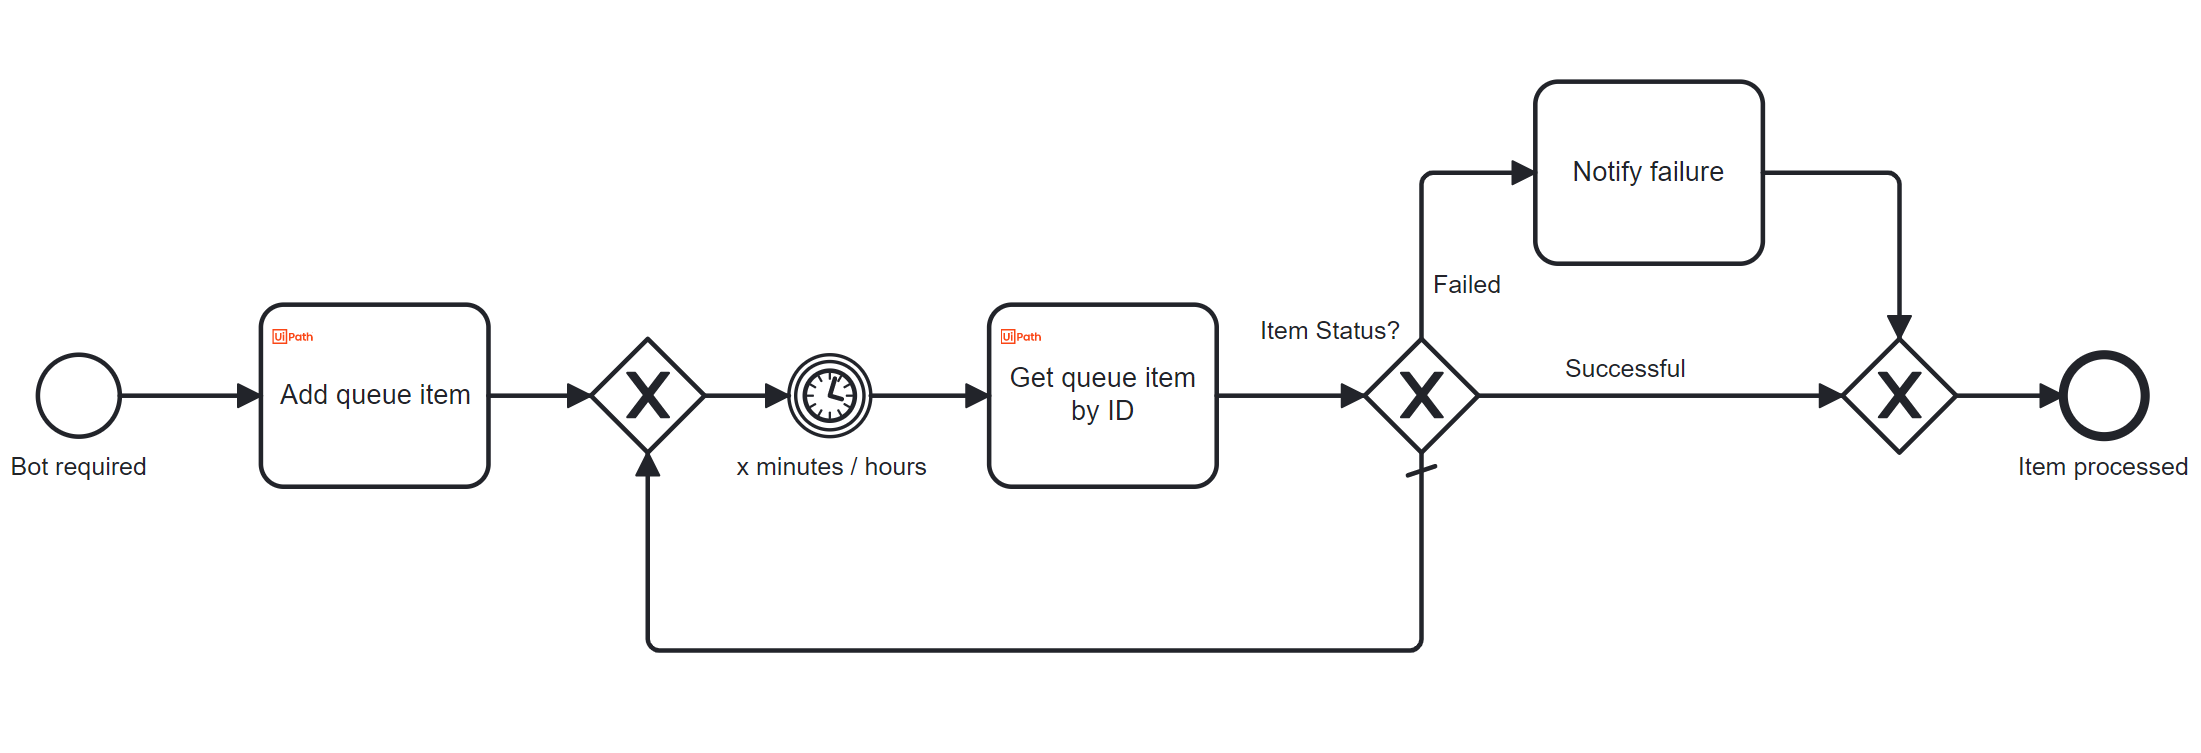 Notify failure
Failed
Item Status?
UiPath
Add queue item
UiPath
Get queue item
by ID
Successful
Bot required
x minutes / hours
Item processed